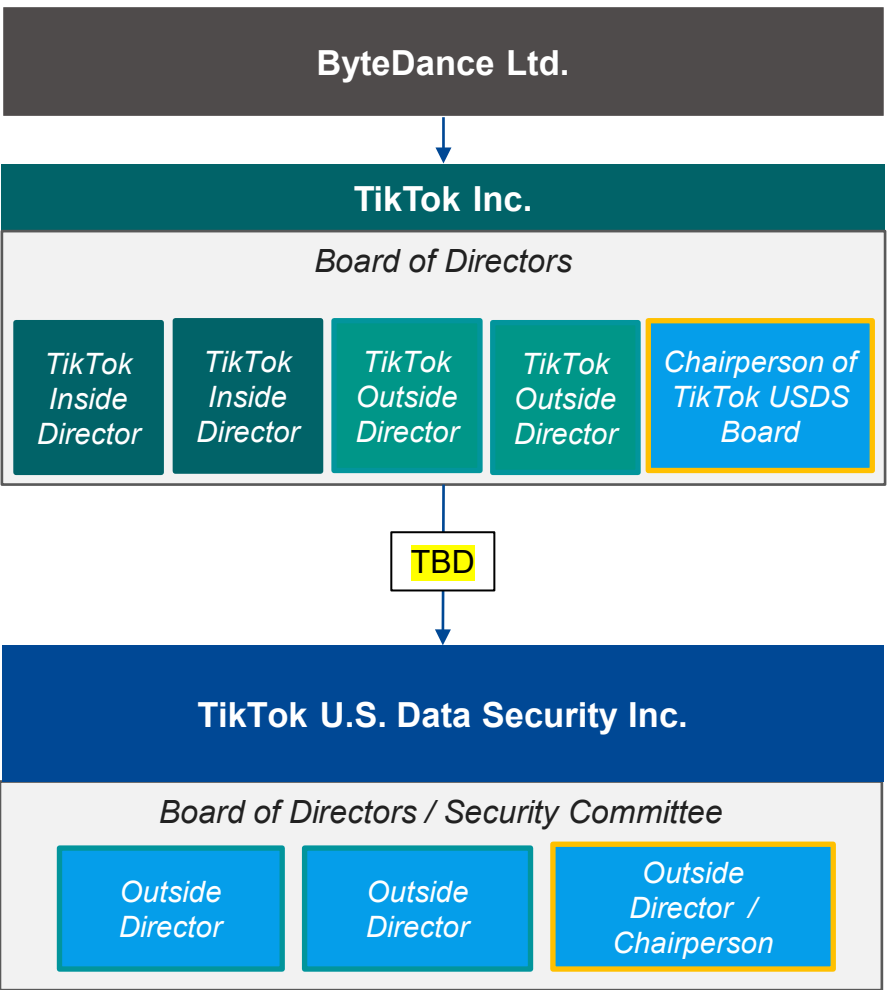 ByteDance Ltd.
TikTok Inc.
Board of Directors
TikTok
Inside
Director
TikTok
Inside
Director
TikTok
Outside
Director
TikTok
Outside
Director
Chairperson of
TikTok USDS
Board
TBD
TikTok U.S. Data Security Inc.
Board of Directors / Security Committee
Outside
Director
Outside
Director
Outside
Director /
Chairperson